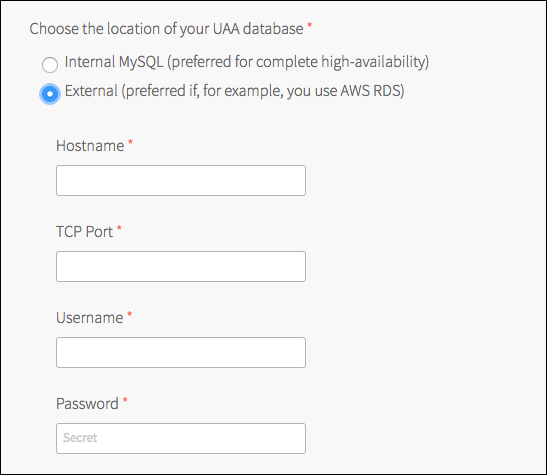 Choose the location of your UAA database *
Internal MySQL (preferred for complete high-availability)
External (preferred if, for example, you use AWS RDS)
Hostname *
TCP Port *
Username *
Password *
Secret